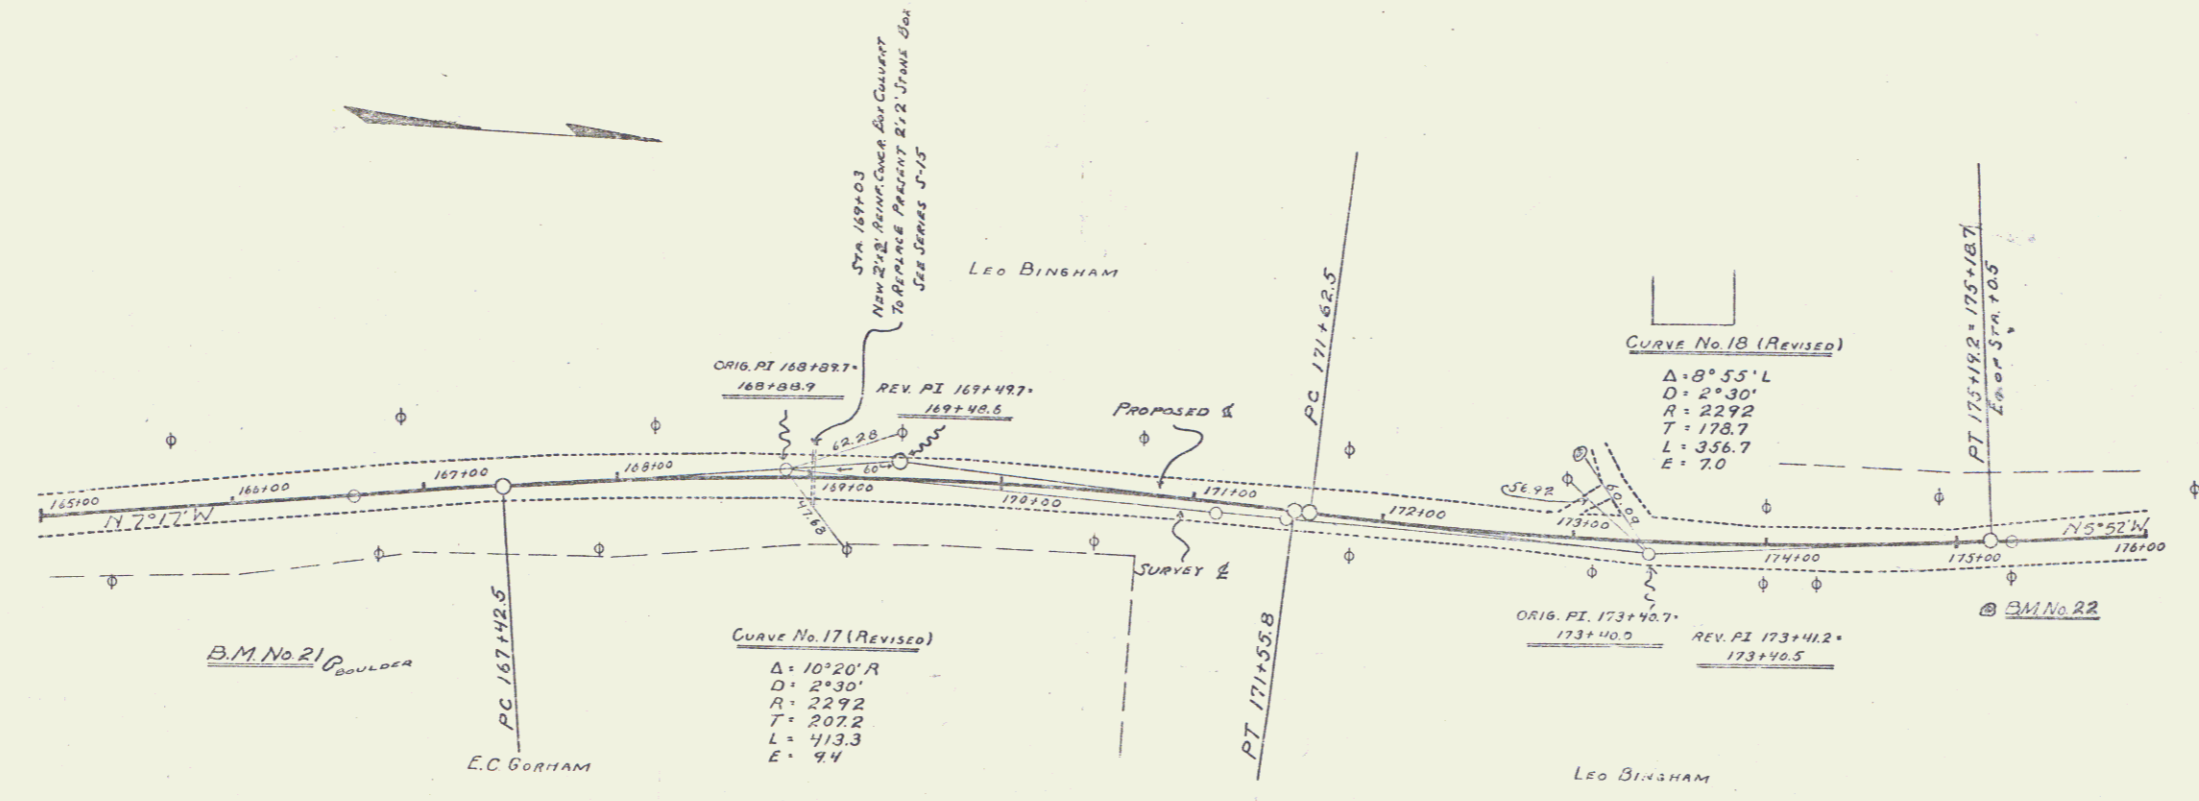 STA. 169+03
NEW 2'x2' REINF. CONCR. BOX CULVERT
TO REPLACE PRESENT 2'x2' STONE BOX
SEE SERIES S-15
LEO BINGHAM
ORIG. PI 168+89.7=
168+88.9
REV. PI 169+49.7=
169+48.6
PROPOSED ℄
PC 171+62.5
CURVE No. 18 (REVISED)
Δ = 8° 55' L
D = 2° 30'
R = 2292
T = 178.7
L = 356.7
E = 7.0
PT 175+19.2 = 175+18.7
EQ. OF STA. +0.5
165+00
N 7° 17' W
166+00
167+00
168+00
62.28
60
169+00
47.63
170+00
171+00
172+00
56.92
60.09
173+00
174+00
175+00
N 5° 52' W
176+00
SURVEY ℄
B.M. No. 21
BOULDER
PC 167+42.5
E.C. GORHAM
CURVE No. 17 (REVISED)
Δ = 10° 20' R
D = 2° 30'
R = 2292
T = 207.2
L = 413.3
E = 9.4
PT 171+55.8
ORIG. PI. 173+40.7=
173+40.0
REV. PI 173+41.2=
173+40.5
B.M. No. 22
LEO BINGHAM